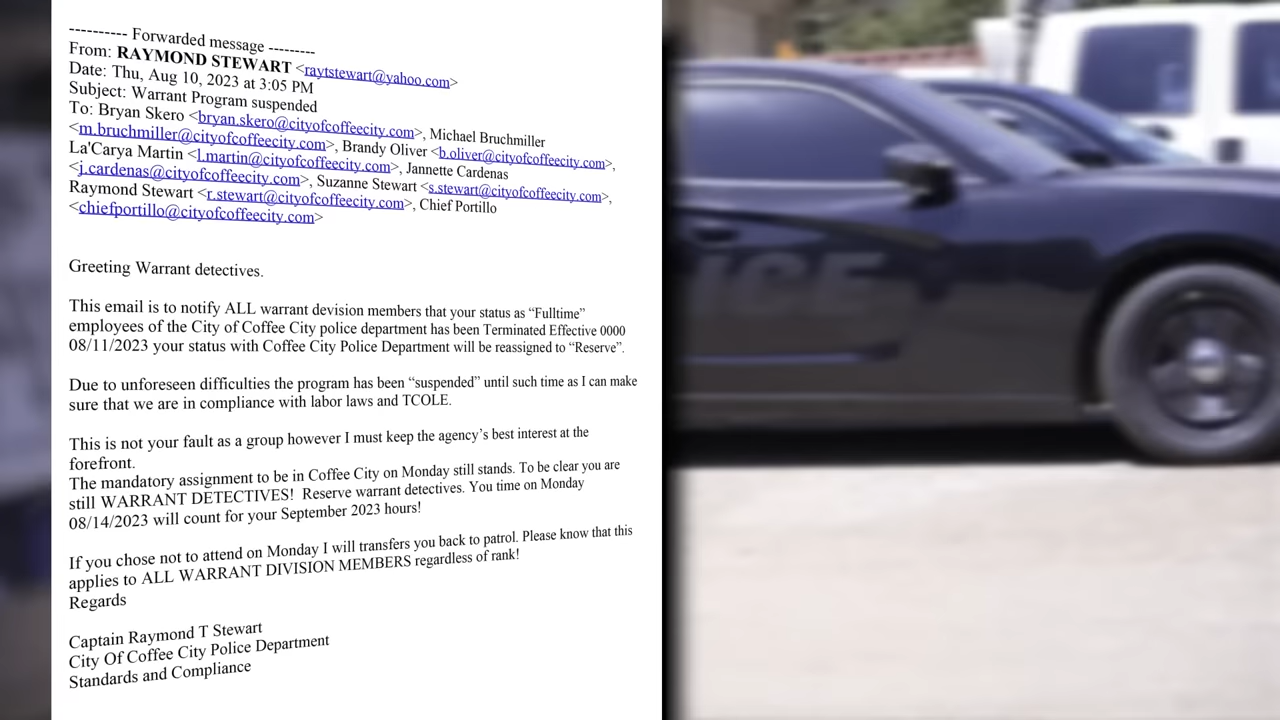 ---------- Forwarded message ---------
From: RAYMOND STEWART <raytstewart@yahoo.com>
Date: Thu, Aug 10, 2023 at 3:05 PM
Subject: Warrant Program suspended
To: Bryan Skero <bryan.skero@cityofcoffeecity.com>, Michael Bruchmiller
<m.bruchmiller@cityofcoffeecity.com>, Brandy Oliver <b.oliver@cityofcoffeecity.com>,
La'Carya Martin <l.martin@cityofcoffeecity.com>, Jannette Cardenas
<j.cardenas@cityofcoffeecity.com>, Suzanne Stewart <s.stewart@cityofcoffeecity.com>,
Raymond Stewart <r.stewart@cityofcoffeecity.com>, Chief Portillo
<chiefportillo@cityofcoffeecity.com>
Greeting Warrant detectives.
This email is to notify ALL warrant devision members that your status as “Fulltime”
employees of the City of Coffee City police department has been Terminated Effective 0000
08/11/2023 your status with Coffee City Police Department will be reassigned to “Reserve”.
Due to unforeseen difficulties the program has been “suspended” until such time as I can make
sure that we are in compliance with labor laws and TCOLE.
This is not your fault as a group however I must keep the agency’s best interest at the
forefront.
The mandatory assignment to be in Coffee City on Monday still stands. To be clear you are
still WARRANT DETECTIVES! Reserve warrant detectives. You time on Monday
08/14/2023 will count for your September 2023 hours!
If you chose not to attend on Monday I will transfers you back to patrol. Please know that this
applies to ALL WARRANT DIVISION MEMBERS regardless of rank!
Regards
Captain Raymond T Stewart
City Of Coffee City Police Department
Standards and Compliance
ICE